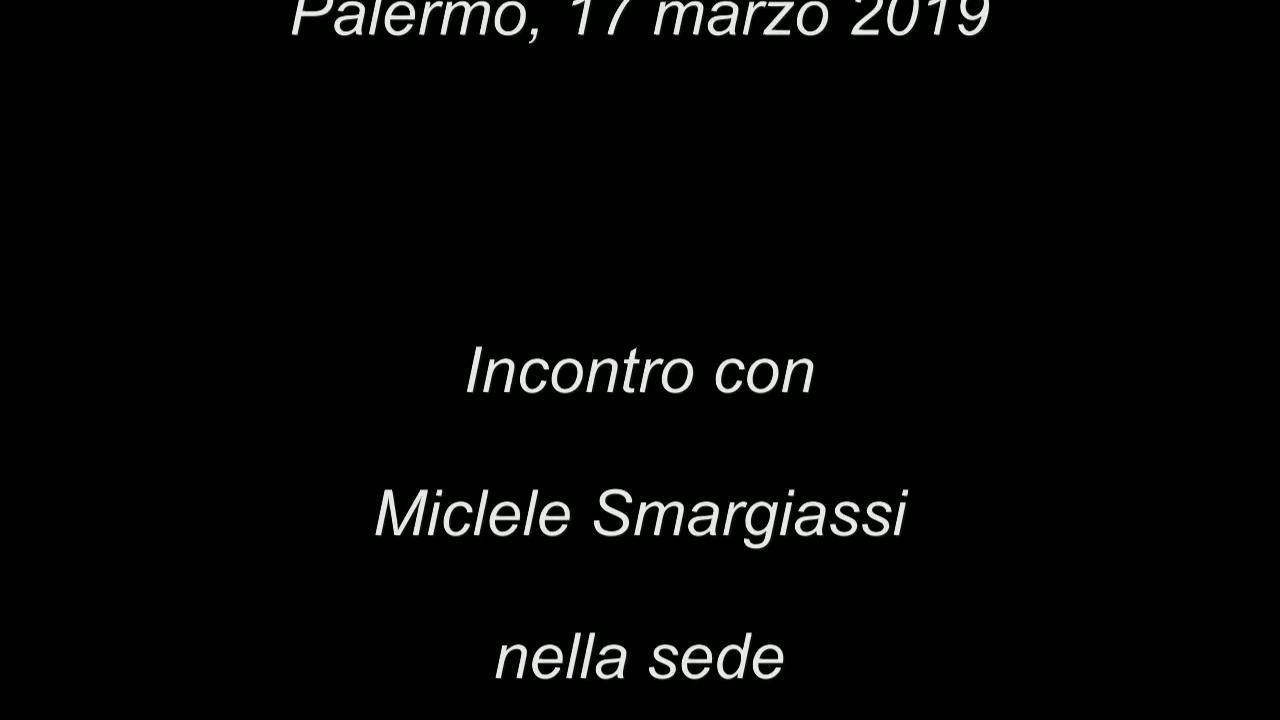 Palermo, 17 marzo 2019
Incontro con
Miclele Smargiassi
nella sede